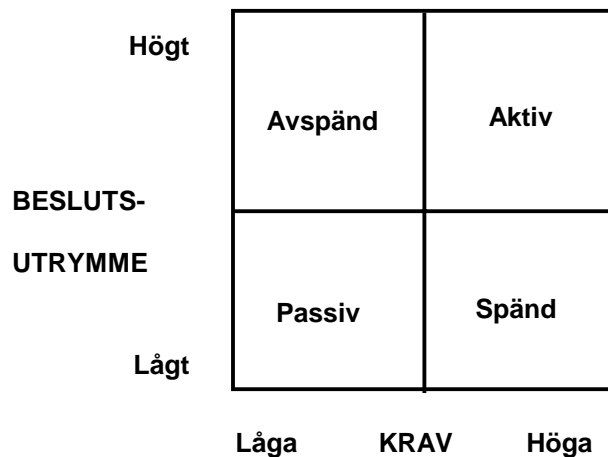 Högt
Avspänd Aktiv
BESLUTS-
UTRYMME
Passiv Spänd
Lågt
Låga KRAV Höga